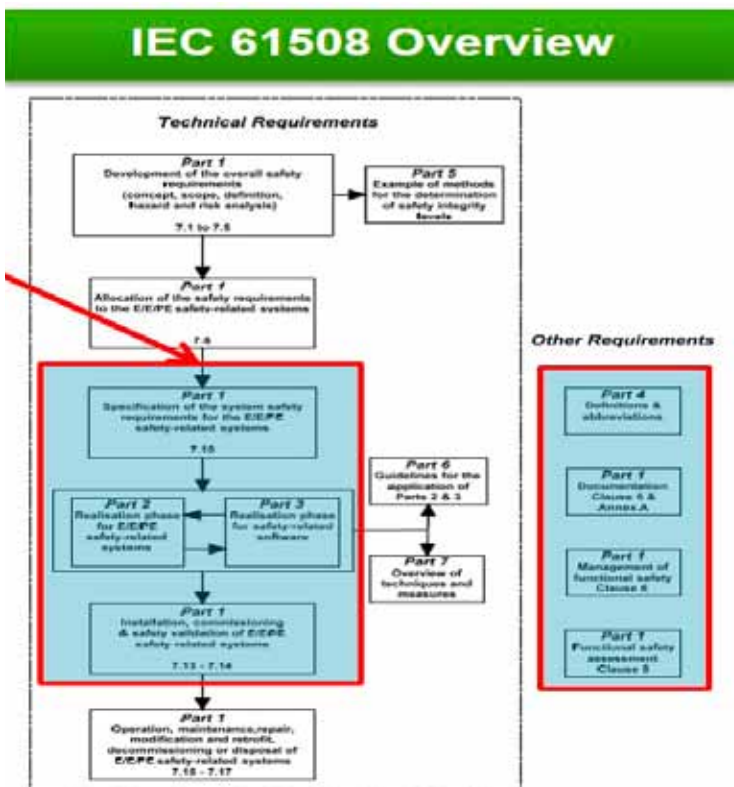 IEC 61508 Overview
Technical Requirements
Part 1
Development of the overall safety
requirements
(concept, scope, definition,
hazard and risk analysis)
7.1 to 7.5
Part 5
Example of methods
for the determination
of safety integrity
levels
Part 1
Allocation of the safety requirements
to the E/E/PE safety-related systems
7.6
Part 1
Specification of the system safety
requirements for the E/E/PE
safety-related systems
7.10
Part 2
Realisation phase
for E/E/PE
safety-related
systems
Part 3
Realisation phase
for safety-related
software
Part 6
Guidelines for the
application of
Parts 2 & 3
Part 7
Overview of
techniques and
measures
Part 1
Installation, commissioning
& safety validation of E/E/PE
safety-related systems
7.13 - 7.14
Part 1
Operation, maintenance,repair,
modification and retrofit,
decommissioning or disposal of
E/E/PE safety-related systems
7.15 - 7.17
Other Requirements
Part 4
Definitions &
abbreviations
Part 1
Documentation
Clause 5 &
Annex A
Part 1
Management of
functional safety
Clause 6
Part 1
Functional safety
assessment
Clause 8